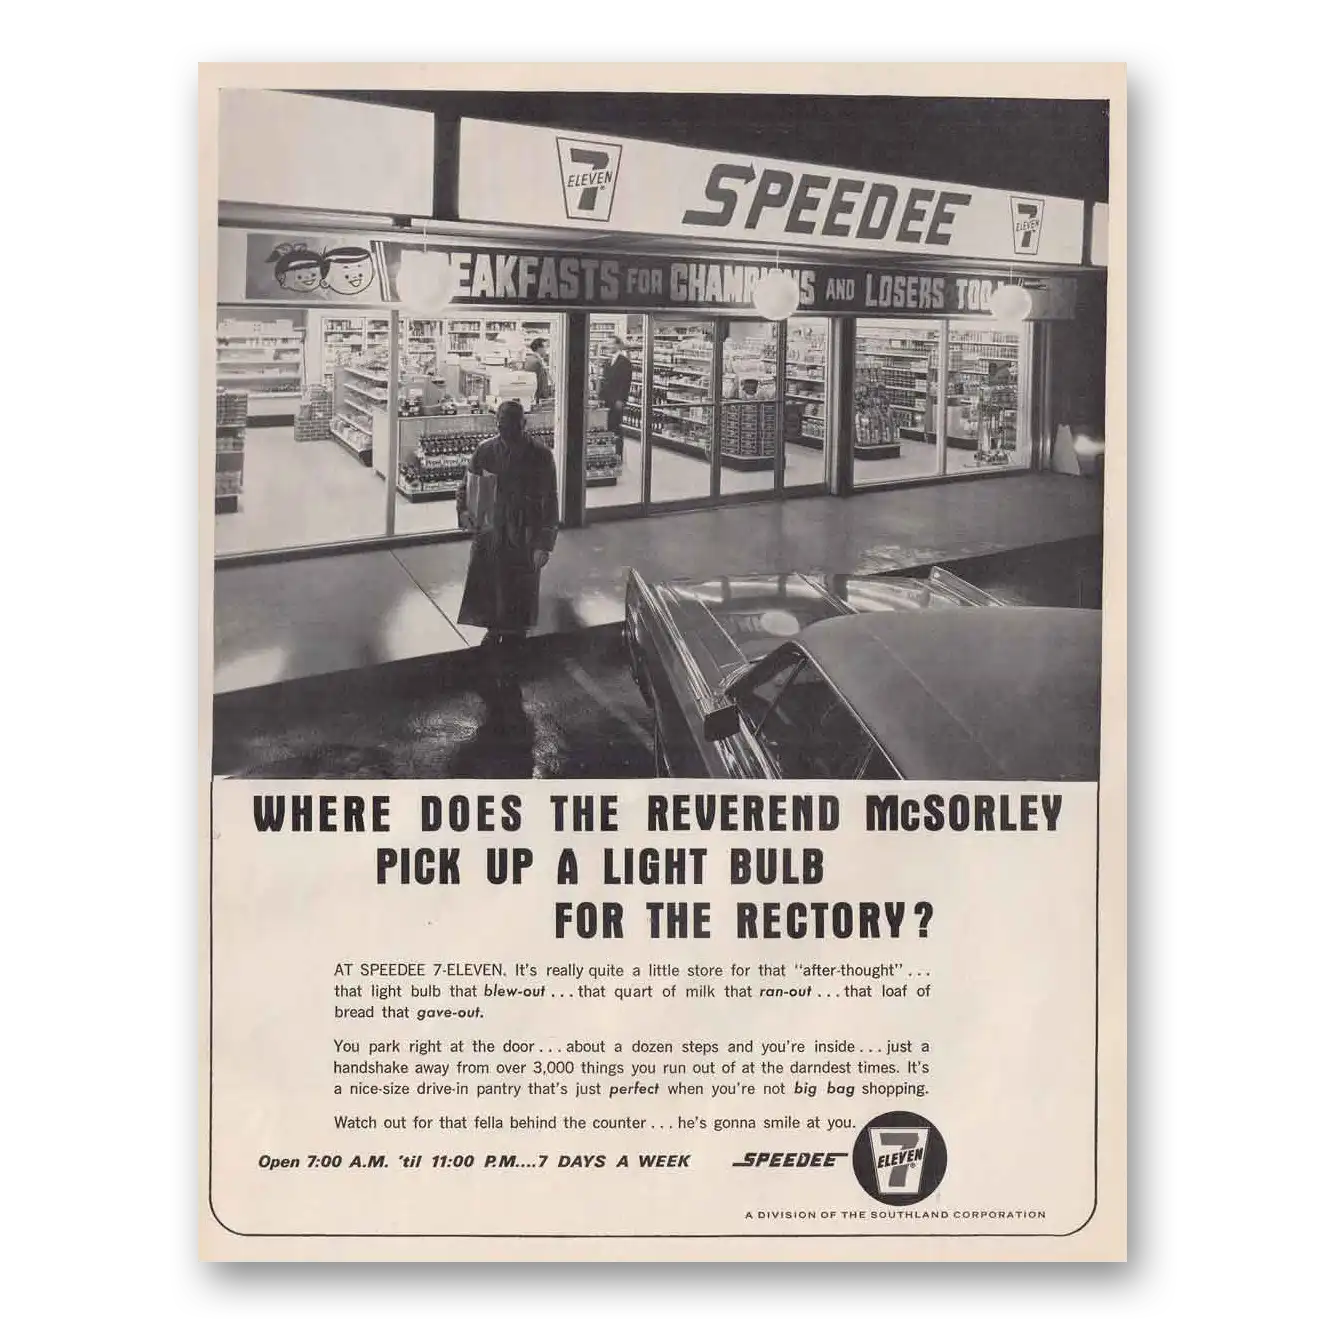 7
ELEVEN
SPEEDEE
7
ELEVEN
BREAKFASTS FOR CHAMPIONS AND LOSERS TOO
WHERE DOES THE REVEREND McSORLEY
PICK UP A LIGHT BULB
FOR THE RECTORY?
AT SPEEDEE 7-ELEVEN. It's really quite a little store for that "after-thought" ...
that light bulb that blew-out ... that quart of milk that ran-out ... that loaf of
bread that gave-out.
You park right at the door ... about a dozen steps and you're inside ... just a
handshake away from over 3,000 things you run out of at the darndest times. It's
a nice-size drive-in pantry that's just perfect when you're not big bag shopping.
Watch out for that fella behind the counter ... he's gonna smile at you.
Open 7:00 A.M. 'til 11:00 P.M....7 DAYS A WEEK
SPEEDEE
7
ELEVEN
A DIVISION OF THE SOUTHLAND CORPORATION